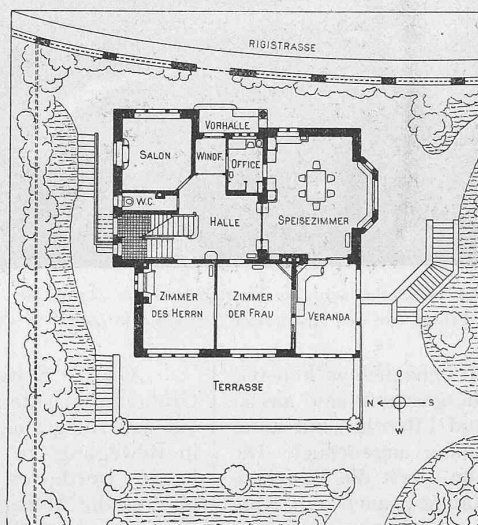 RIGISTRASSE
VORHALLE
SALON
WINDF.
OFFICE
W.C.
HALLE
SPEISEZIMMER
ZIMMER
DES HERRN
ZIMMER
DER FRAU
VERANDA
TERRASSE
O
N
S
W